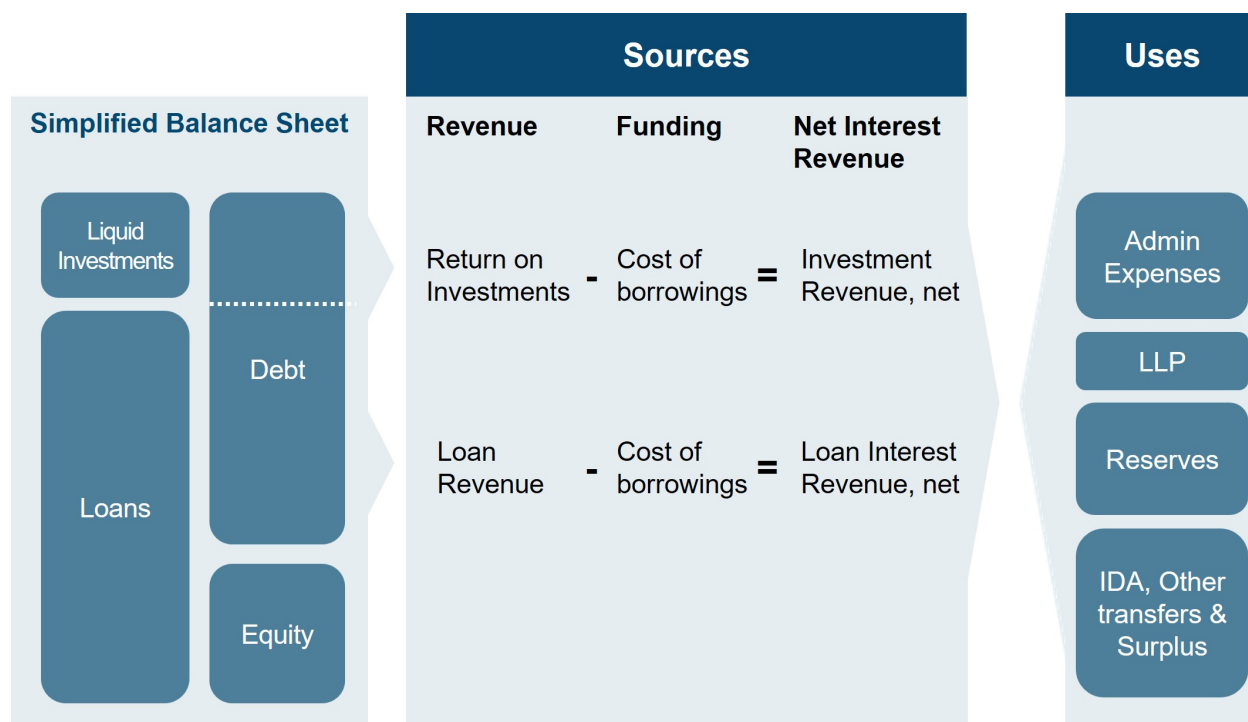 Sources
Uses
Simplified Balance Sheet
Revenue
Funding
Net Interest
Revenue
Liquid
Investments
Debt
Loans
Equity
Return on
Investments
-
Cost of
borrowings
=
Investment
Revenue, net
Loan
Revenue
-
Cost of
borrowings
=
Loan Interest
Revenue, net
Admin
Expenses
LLP
Reserves
IDA, Other
transfers &
Surplus